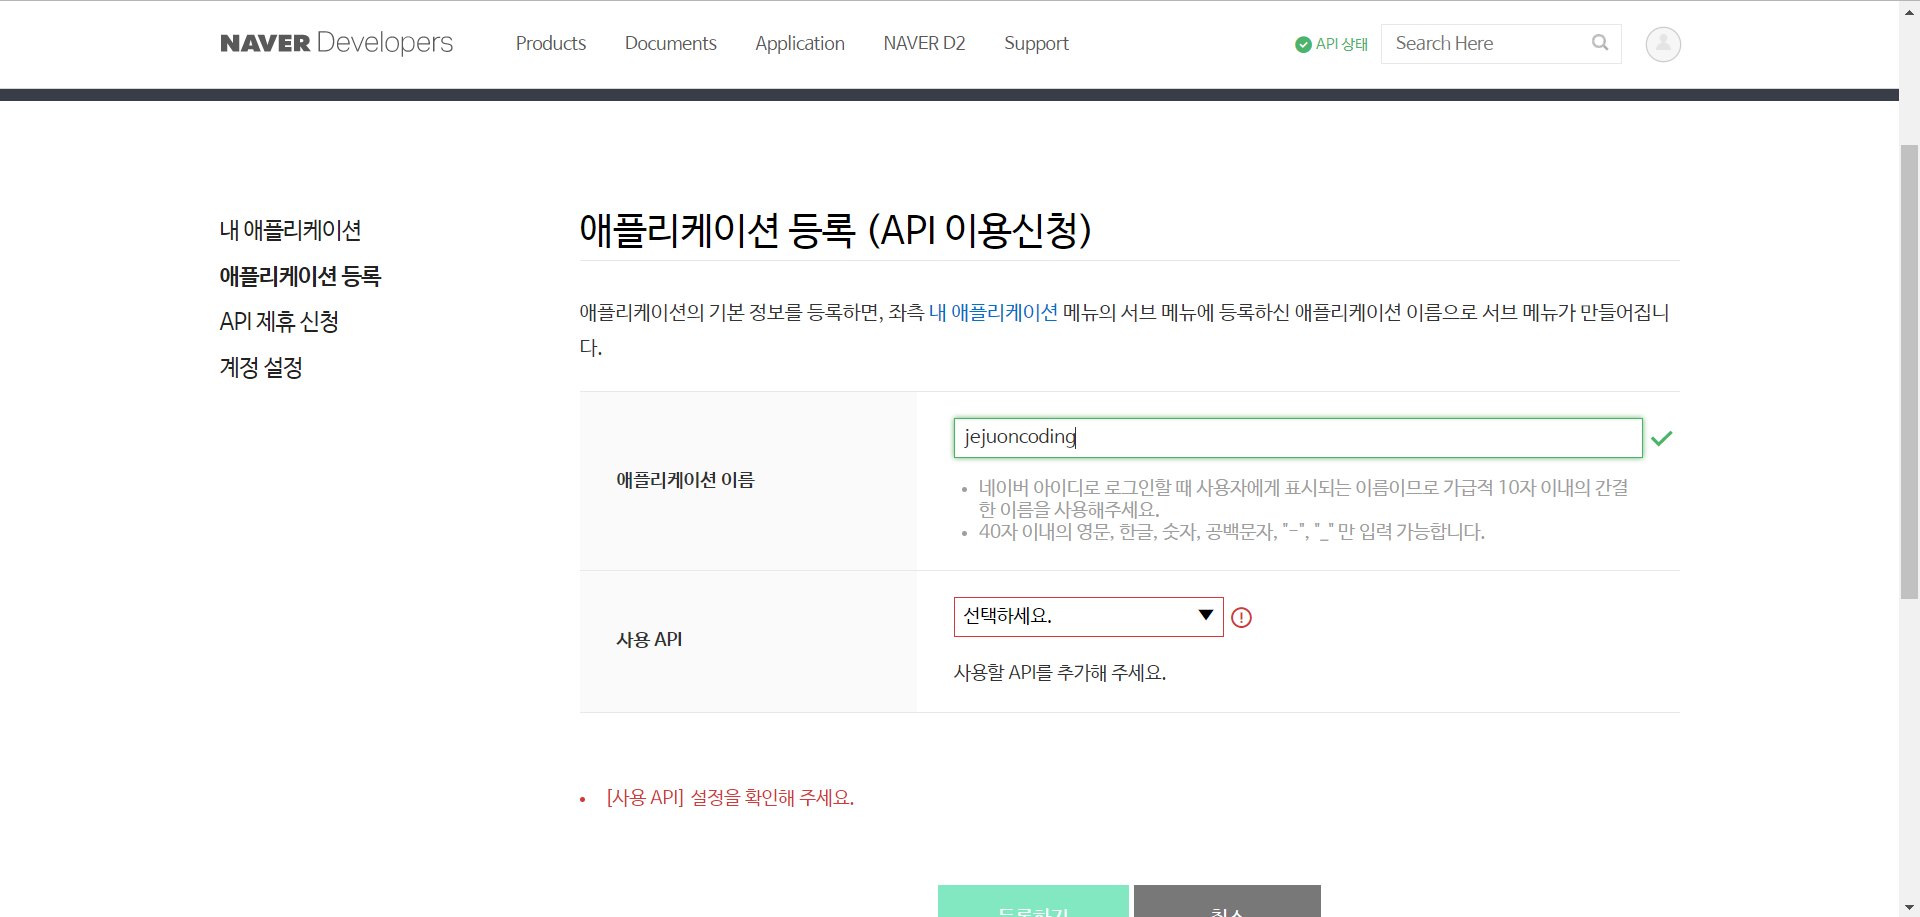 NAVER Developers Products Documents Application NAVER D2 Support API 상태 Search Here
내 애플리케이션
애플리케이션 등록
API 제휴 신청
계정 설정
애플리케이션 등록 (API 이용신청)
애플리케이션의 기본 정보를 등록하면, 좌측 내 애플리케이션 메뉴의 서브 메뉴에 등록하신 애플리케이션 이름으로 서브 메뉴가 만들어집니
다.
애플리케이션 이름
jejuoncoding
• 네이버 아이디로 로그인할 때 사용자에게 표시되는 이름이므로 가급적 10자 이내의 간결
한 이름을 사용해주세요.
• 40자 이내의 영문, 한글, 숫자, 공백문자, "-", "_" 만 입력 가능합니다.
사용 API
선택하세요.
사용할 API를 추가해 주세요.
• [사용 API] 설정을 확인해 주세요.
등록하기 취소